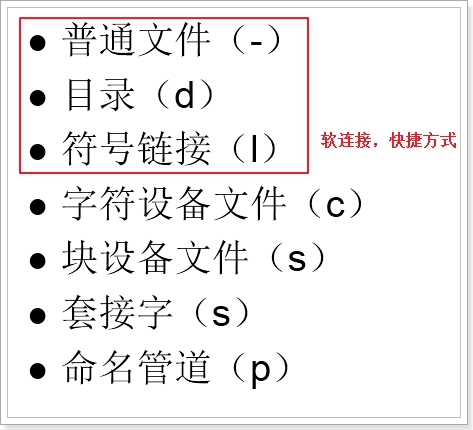 ● 普通文件（-）
● 目录（d）
● 符号链接（l）
软连接，快捷方式
● 字符设备文件（c）
● 块设备文件（s）
● 套接字（s）
● 命名管道（p）